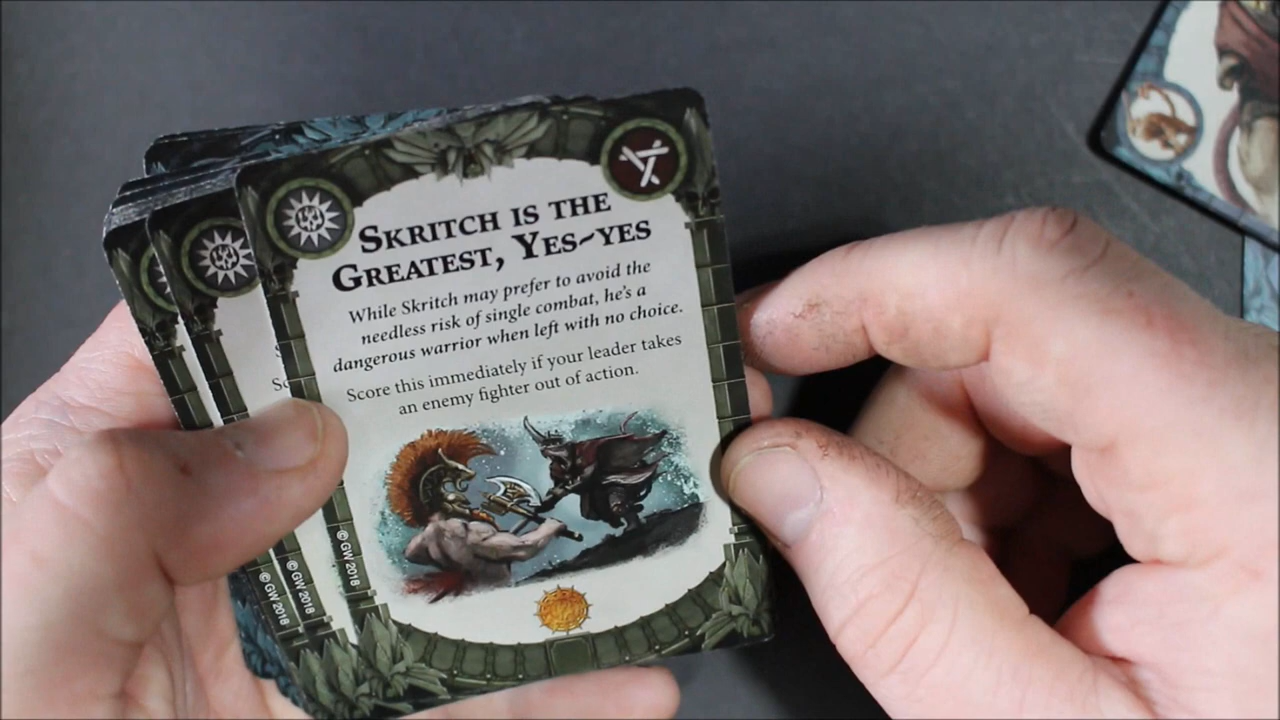 SKRITCH IS THE
GREATEST, YES~YES
While Skritch may prefer to avoid the
needless risk of single combat, he's a
dangerous warrior when left with no choice.
Score this immediately if your leader takes
an enemy fighter out of action.
© GW 2018
© GW 2018
© GW 2018